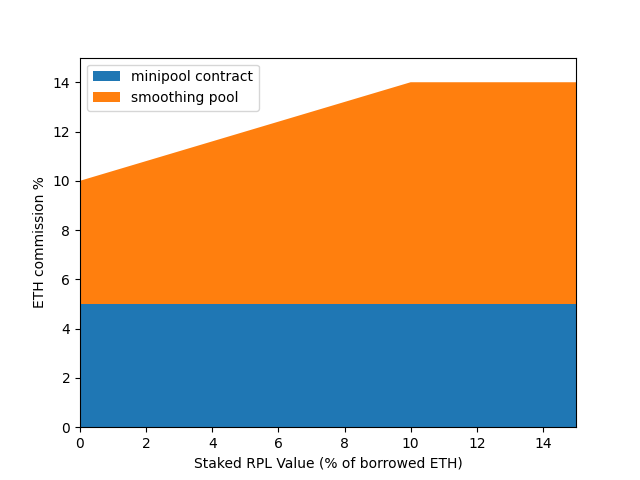 minipool contract
smoothing pool
14
12
10
8
6
4
2
0
ETH commission %
0 2 4 6 8 10 12 14
Staked RPL Value (% of borrowed ETH)